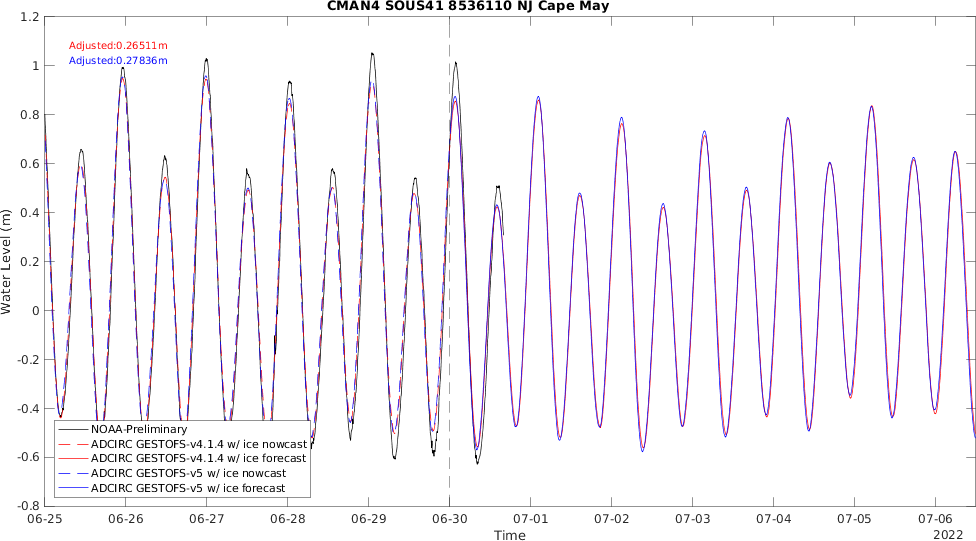 CMAN4 SOUS41 8536110 NJ Cape May
1.2
1
0.8
0.6
0.4
0.2
0
-0.2
-0.4
-0.6
-0.8
Water Level (m)
Adjusted:0.26511m
Adjusted:0.27836m
NOAA-Preliminary
ADCIRC GESTOFS-v4.1.4 w/ ice nowcast
ADCIRC GESTOFS-v4.1.4 w/ ice forecast
ADCIRC GESTOFS-v5 w/ ice nowcast
ADCIRC GESTOFS-v5 w/ ice forecast
06-25 06-26 06-27 06-28 06-29 06-30 07-01 07-02 07-03 07-04 07-05 07-06
Time
2022